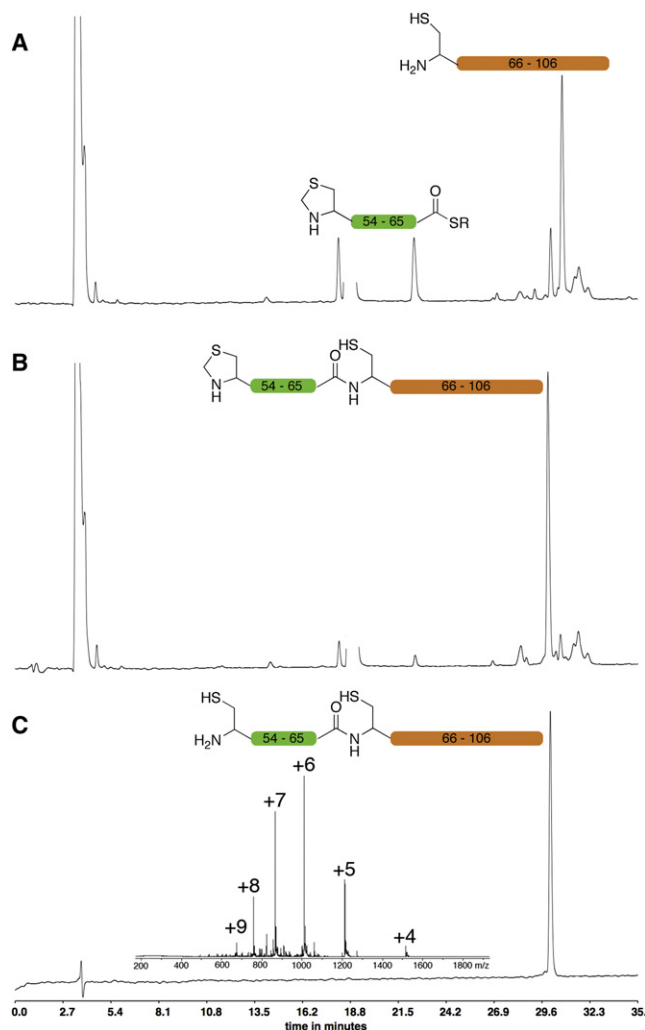 A
HS
H₂N
66 - 106
S
N
H
54 - 65
O
SR
B
HS
S
O
N
H
54 - 65
N
H
66 - 106
C
HS
HS
O
H₂N
54 - 65
N
H
66 - 106
+6
+7
+8
+5
+9
+4
200 400 600 800 1000 1200 1400 1600 1800 m/z
0.0 2.7 5.4 8.1 10.8 13.5 16.2 18.8 21.5 24.2 26.9 29.6 32.3 35.
time in minutes